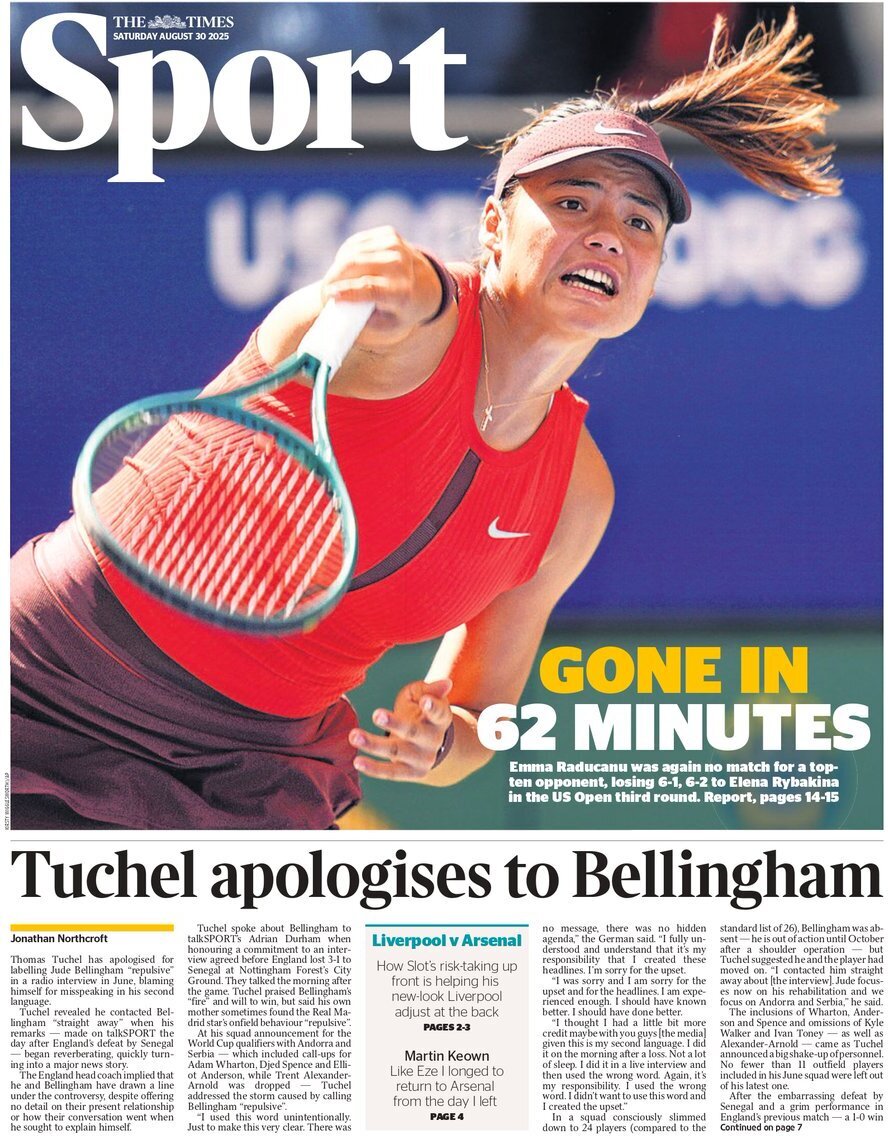 THE TIMES
SATURDAY AUGUST 30 2025
Sport
US
ORG
GONE IN
62 MINUTES
Emma Raducanu was again no match for a top-
ten opponent, losing 6-1, 6-2 to Elena Rybakina
in the US Open third round. Report, pages 14-15
Tuchel apologises to Bellingham
Jonathan Northcroft
Thomas Tuchel has apologised for
labelling Jude Bellingham “repulsive”
in a radio interview in June, blaming
himself for misspeaking in his second
language.
Tuchel revealed he contacted Bel-
lingham “straight away” when his
remarks — made on talkSPORT the
day after England’s defeat by Senegal
— began reverberating, quickly turn-
ing into a major news story.
The England head coach implied that
he and Bellingham have drawn a line
under the controversy, despite offering
no detail on their present relationship
or how their conversation went when
he sought to explain himself.
Tuchel spoke about Bellingham to
talkSPORT’s Adrian Durham when
honouring a commitment to an inter-
view agreed before England lost 3-1 to
Senegal at Nottingham Forest’s City
Ground. They talked the morning after
the game. Tuchel praised Bellingham’s
“fire” and will to win, but said his own
mother sometimes found the Real Ma-
drid star’s onfield behaviour “repulsive”.
At his squad announcement for the
World Cup qualifiers with Andorra and
Serbia — which included call-ups for
Adam Wharton, Djed Spence and Elli-
ot Anderson, while Trent Alexander-
Arnold was dropped — Tuchel
addressed the storm caused by calling
Bellingham “repulsive”.
“I used this word unintentionally.
Just to make this very clear. There was
Liverpool v Arsenal
How Slot’s risk-taking up
front is helping his
new-look Liverpool
adjust at the back
PAGES 2-3
Martin Keown
Like Eze I longed to
return to Arsenal
from the day I left
PAGE 4
no message, there was no hidden
agenda,” the German said. “I fully un-
derstood and understand that it’s my
responsibility that I created these
headlines. I’m sorry for the upset.
“I was sorry and I am sorry for the
upset and for the headlines. I am expe-
rienced enough. I should have known
better. I should have done better.
“I thought I had a little bit more
credit maybe with you guys [the media]
given this is my second language. I did
it on the morning after a loss. Not a lot
of sleep. I did it in a live interview and
then used the wrong word. Again, it’s
my responsibility. I used the wrong
word. I didn’t want to use this word and
I created the upset.”
In a squad consciously slimmed
down to 24 players (compared to the
standard list of 26), Bellingham was ab-
sent — he is out of action until October
after a shoulder operation — but
Tuchel suggested he and the player had
moved on. “I contacted him straight
away about [the interview]. Jude focus-
es now on his rehabilitation and we
focus on Andorra and Serbia,” he said.
The inclusions of Wharton, Ander-
son and Spence and omissions of Kyle
Walker and Ivan Toney — as well as
Alexander-Arnold — came as Tuchel
announced a big shake-up of personnel.
No fewer than 11 outfield players
included in his June squad were left out
of his latest one.
After the embarrassing defeat by
Senegal and a grim performance in
England’s previous match — a 1-0 win
Continued on page 7